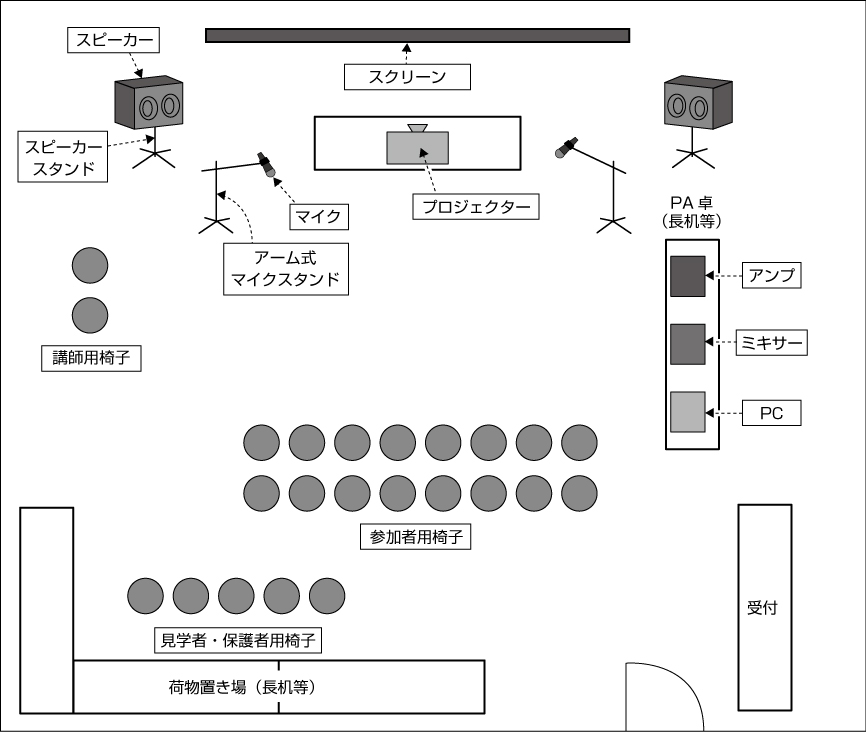 スピーカー
スクリーン
スピーカー
スタンド
マイク
プロジェクター
PA卓
（長机等）
アーム式
マイクスタンド
アンプ
ミキサー
PC
講師用椅子
参加者用椅子
受付
見学者・保護者用椅子
荷物置き場（長机等）